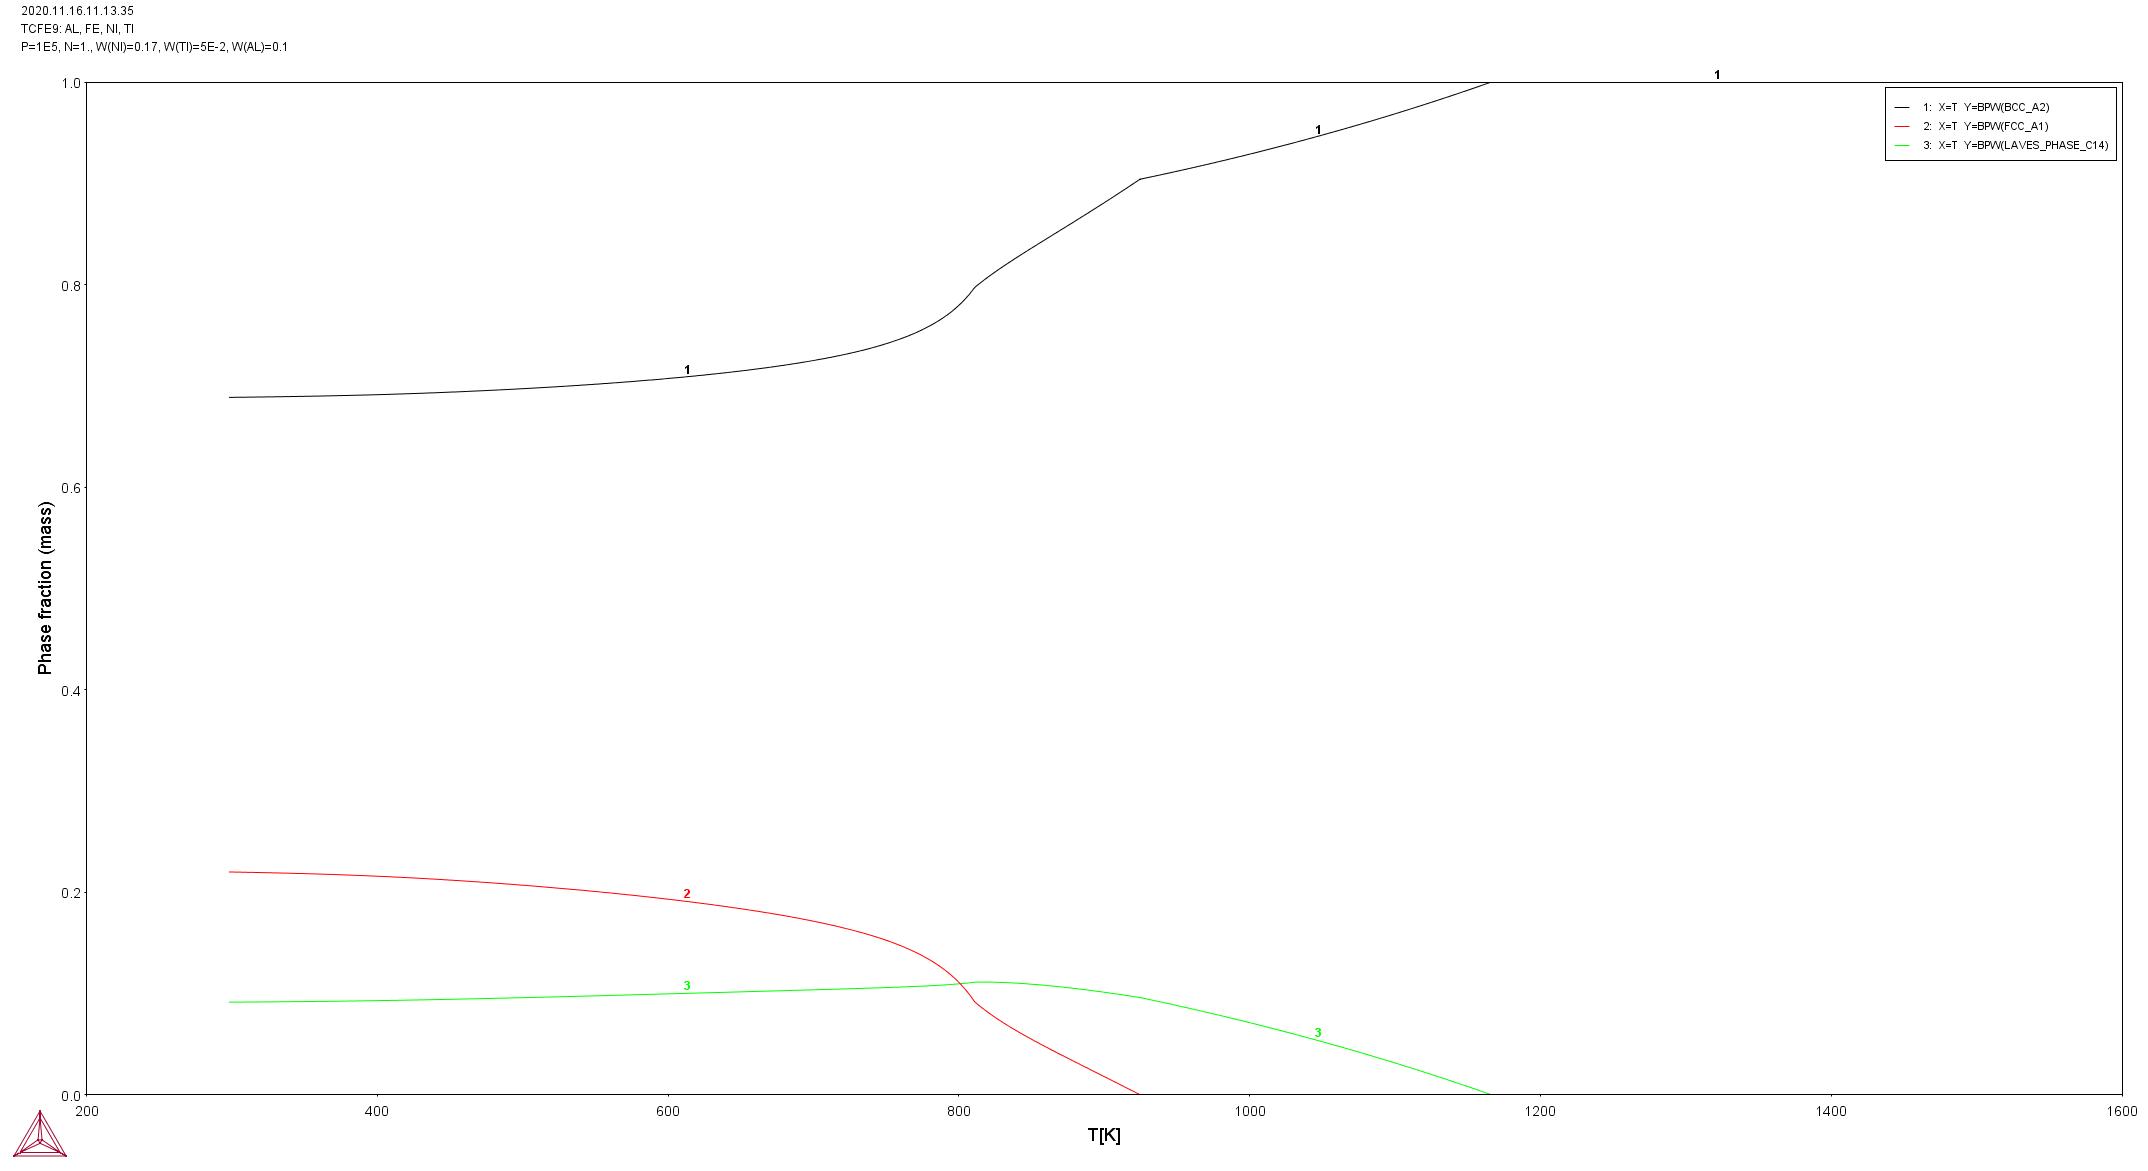 2020.11.16.11.13.35
TCFE9: AL, FE, NI, TI
P=1E5, N=1., W(NI)=0.17, W(TI)=5E-2, W(AL)=0.1
1
1.0
1: X=T Y=BPW(BCC_A2)
2: X=T Y=BPW(FCC_A1)
3: X=T Y=BPW(LAVES_PHASE_C14)
1
0.8
1
0.6
Phase fraction (mass)
0.4
0.2
2
3
3
0.0
200 400 600 800 1000 1200 1400 1600
T[K]